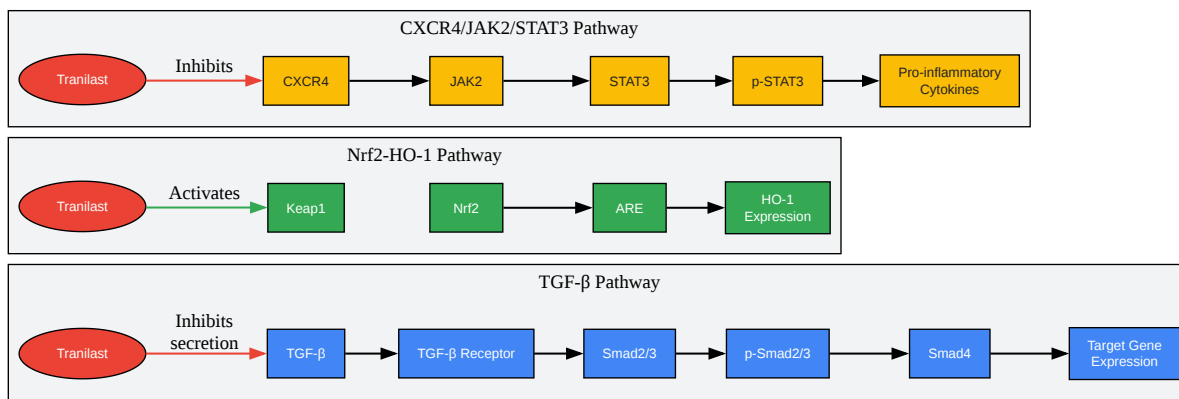 CXCR4/JAK2/STAT3 Pathway
Tranilast
Inhibits
CXCR4
JAK2
STAT3
p-STAT3
Pro-inflammatory
Cytokines
Nrf2-HO-1 Pathway
Tranilast
Activates
Keap1
Nrf2
ARE
HO-1
Expression
TGF-β Pathway
Tranilast
Inhibits
secretion
TGF-β
TGF-β Receptor
Smad2/3
p-Smad2/3
Smad4
Target Gene
Expression